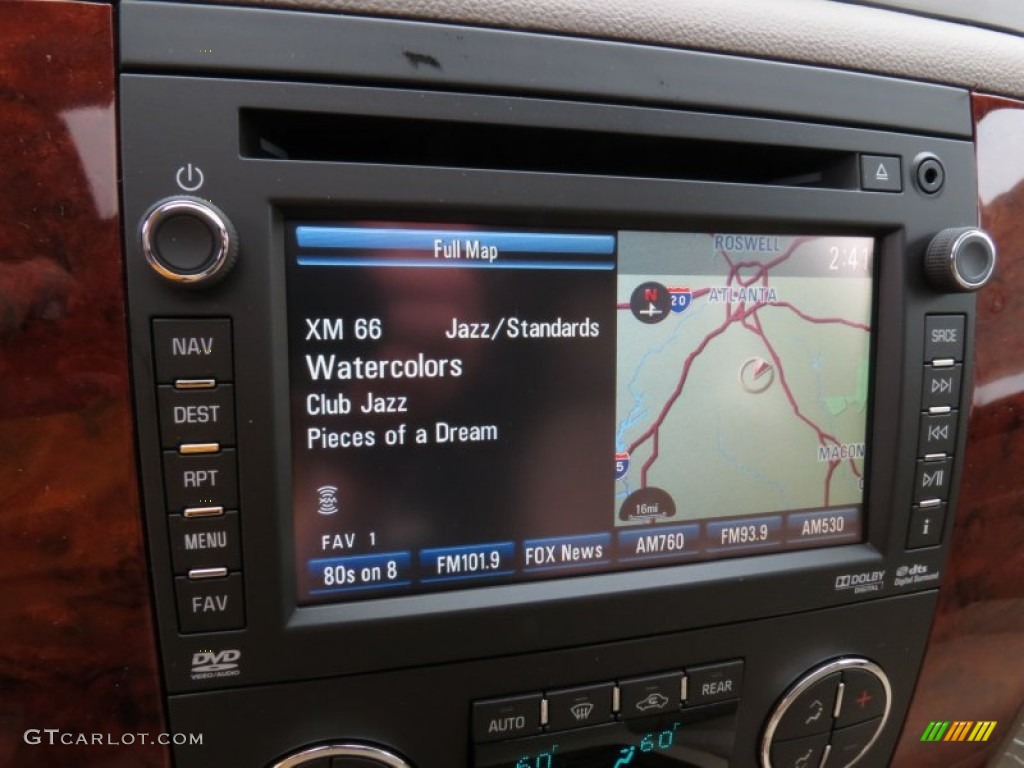 Full Map
ROSWELL
2:41
N
20
ATLANTA
XM 66 Jazz/Standards
Watercolors
Club Jazz
Pieces of a Dream
MACON
5
16mi
XM
FAV 1
80s on 8
FM101.9
FOX News
AM760
FM93.9
AM530
NAV
DEST
RPT
MENU
FAV
SRCE
i
DVD
VIDEO/AUDIO
DOLBY
DIGITAL
dts
Digital Surround
AUTO
REAR
60°
60°
GTCARLOT.COM